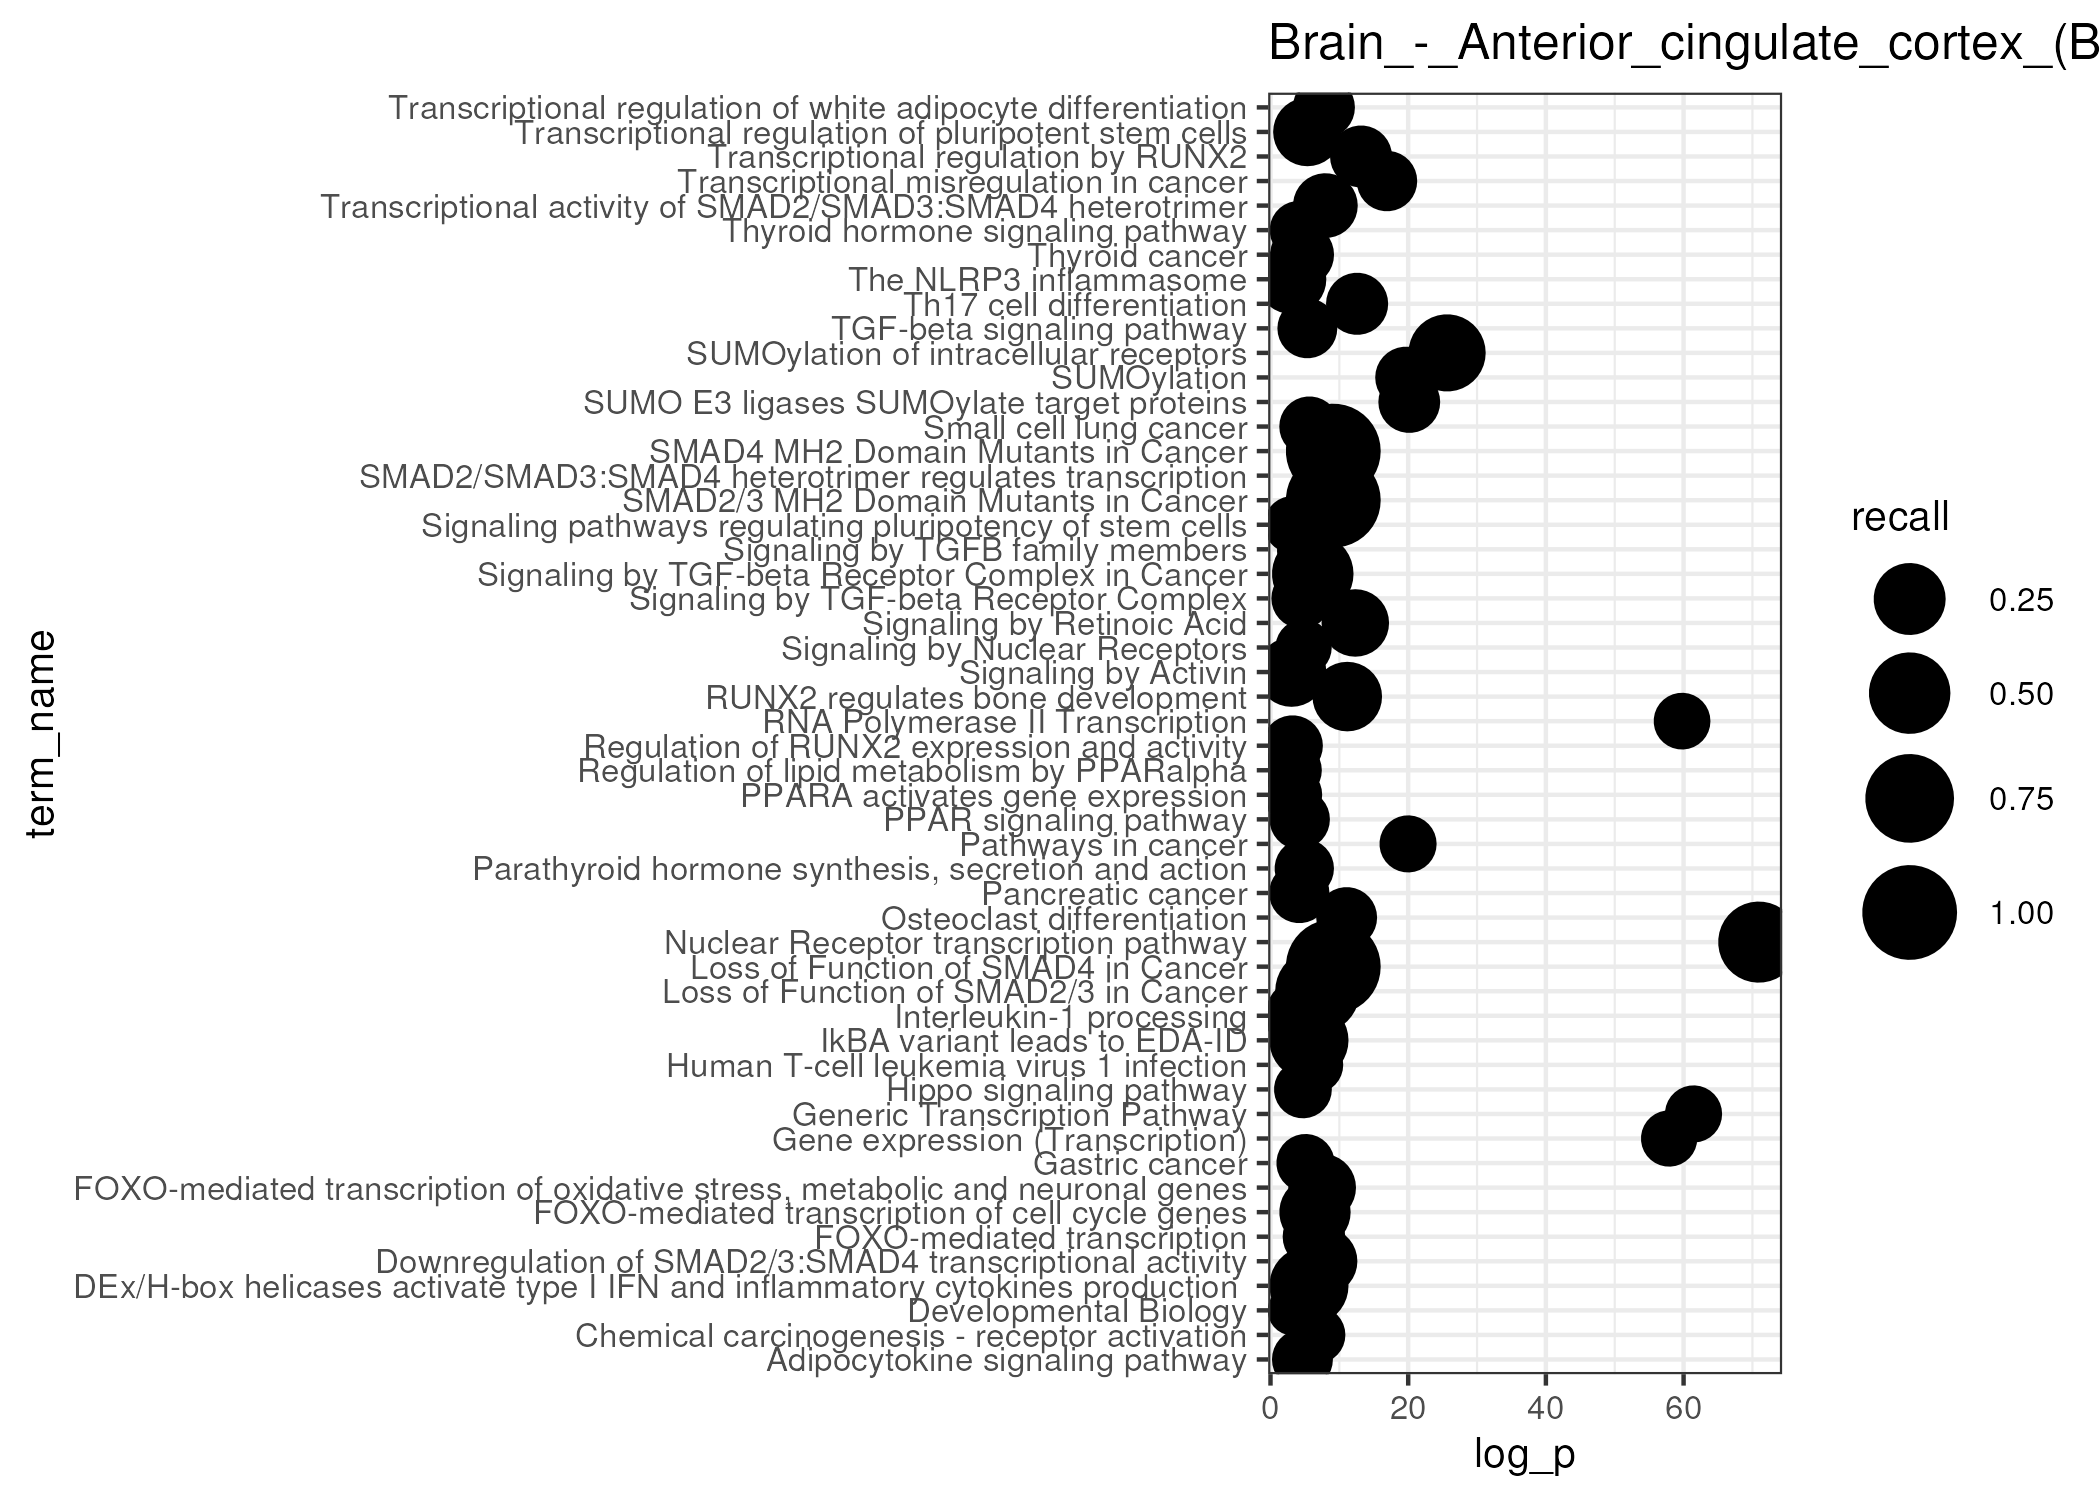 Brain_-_Anterior_cingulate_cortex_(B
Transcriptional regulation of white adipocyte differentiation
Transcriptional regulation of pluripotent stem cells
Transcriptional regulation by RUNX2
Transcriptional misregulation in cancer
Transcriptional activity of SMAD2/SMAD3:SMAD4 heterotrimer
Thyroid hormone signaling pathway
Thyroid cancer
The NLRP3 inflammasome
Th17 cell differentiation
TGF-beta signaling pathway
SUMOylation of intracellular receptors
SUMOylation
SUMO E3 ligases SUMOylate target proteins
Small cell lung cancer
SMAD4 MH2 Domain Mutants in Cancer
SMAD2/SMAD3:SMAD4 heterotrimer regulates transcription
SMAD2/3 MH2 Domain Mutants in Cancer
Signaling pathways regulating pluripotency of stem cells
Signaling by TGFB family members
Signaling by TGF-beta Receptor Complex in Cancer
Signaling by TGF-beta Receptor Complex
Signaling by Retinoic Acid
Signaling by Nuclear Receptors
Signaling by Activin
RUNX2 regulates bone development
RNA Polymerase II Transcription
Regulation of RUNX2 expression and activity
Regulation of lipid metabolism by PPARalpha
PPARA activates gene expression
PPAR signaling pathway
Pathways in cancer
Parathyroid hormone synthesis, secretion and action
Pancreatic cancer
Osteoclast differentiation
Nuclear Receptor transcription pathway
Loss of Function of SMAD4 in Cancer
Loss of Function of SMAD2/3 in Cancer
Interleukin-1 processing
IkBA variant leads to EDA-ID
Human T-cell leukemia virus 1 infection
Hippo signaling pathway
Generic Transcription Pathway
Gene expression (Transcription)
Gastric cancer
FOXO-mediated transcription of oxidative stress, metabolic and neuronal genes
FOXO-mediated transcription of cell cycle genes
FOXO-mediated transcription
Downregulation of SMAD2/3:SMAD4 transcriptional activity
DEx/H-box helicases activate type I IFN and inflammatory cytokines production
Developmental Biology
Chemical carcinogenesis - receptor activation
Adipocytokine signaling pathway
term_name
0 20 40 60
log_p
recall
0.25
0.50
0.75
1.00